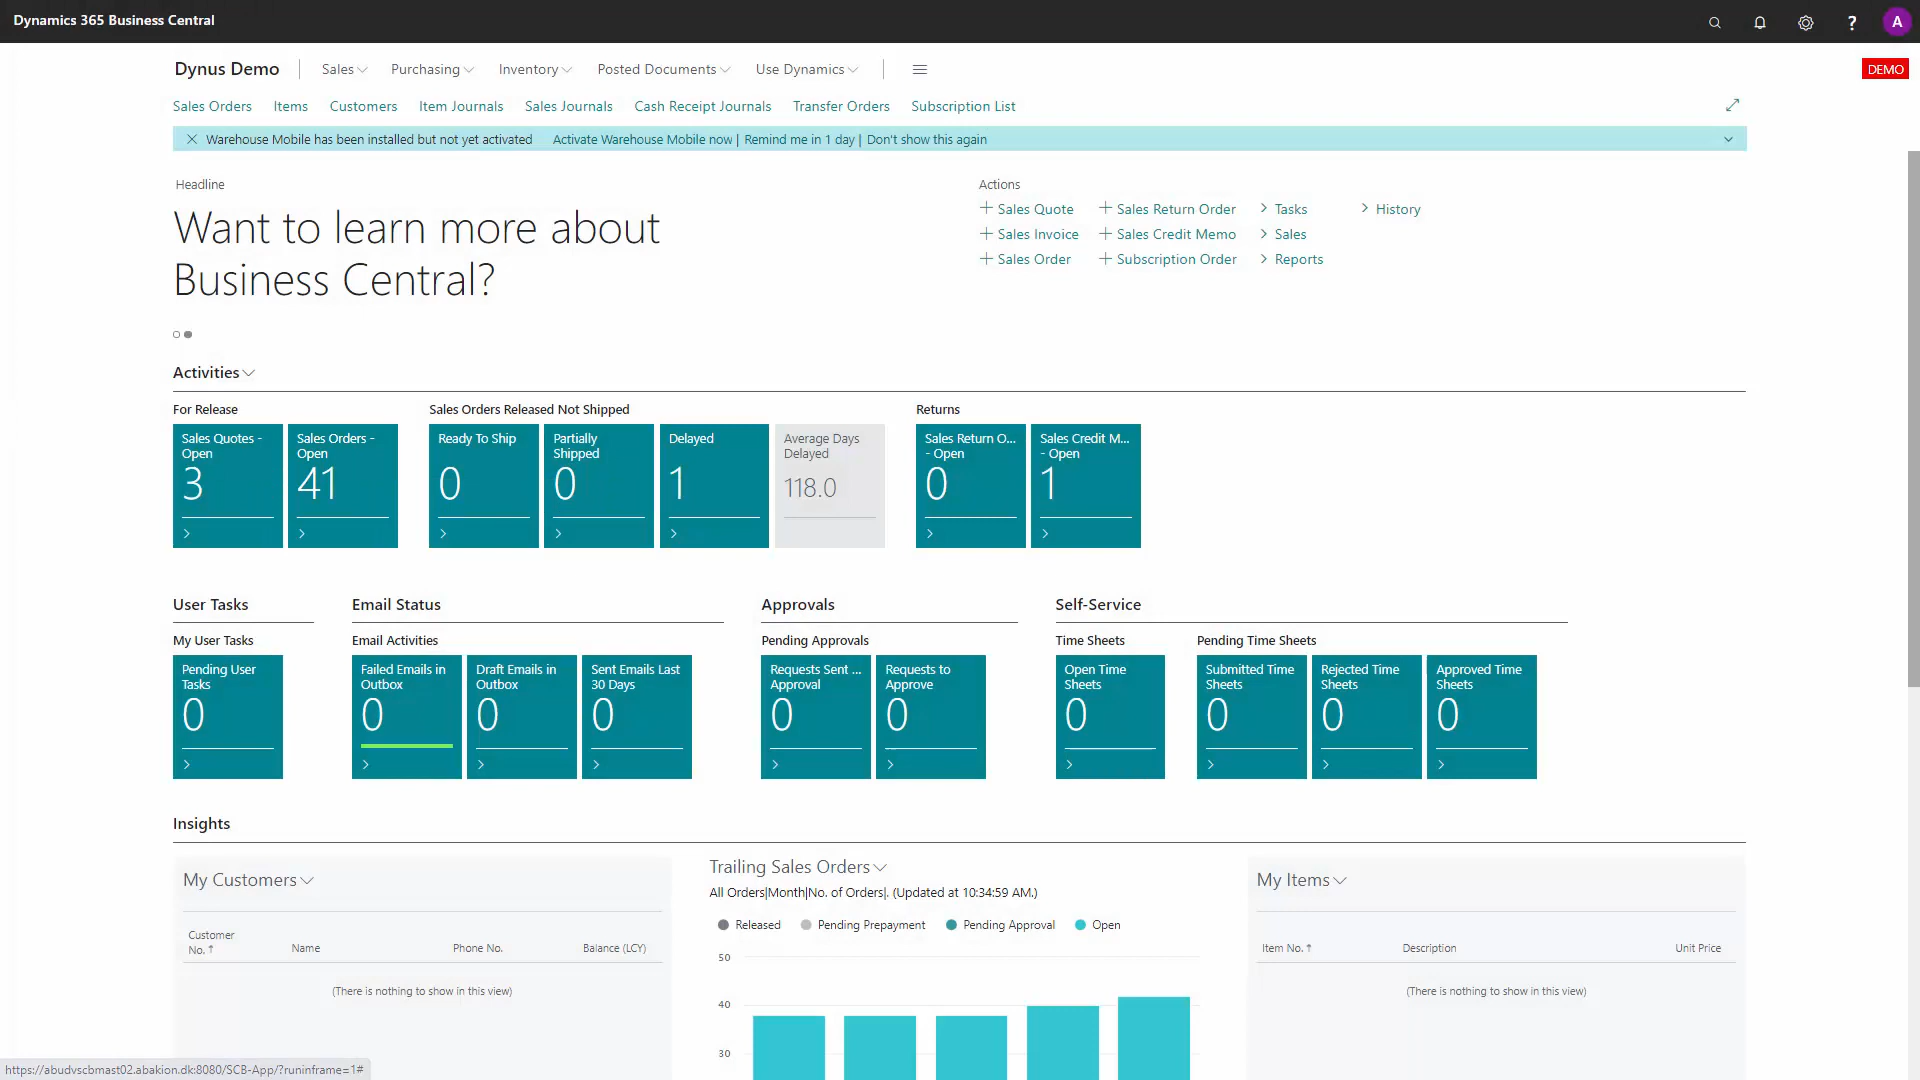 Dynamics 365 Business Central
?
A
Dynus Demo
Sales
Purchasing
Inventory
Posted Documents
Use Dynamics
DEMO
Sales Orders
Items
Customers
Item Journals
Sales Journals
Cash Receipt Journals
Transfer Orders
Subscription List
Warehouse Mobile has been installed but not yet activated
Activate Warehouse Mobile now | Remind me in 1 day | Don't show this again
Headline
Want to learn more about
Business Central?
Actions
Sales Quote
Sales Return Order
Tasks
History
Sales Invoice
Sales Credit Memo
Sales
Sales Order
Subscription Order
Reports
Activities
For Release
Sales Quotes -
Open
3
Sales Orders -
Open
41
Sales Orders Released Not Shipped
Ready To Ship
0
Partially
Shipped
0
Delayed
1
Average Days
Delayed
118.0
Returns
Sales Return O...
- Open
0
Sales Credit M...
- Open
1
User Tasks
My User Tasks
Pending User
Tasks
0
Email Status
Email Activities
Failed Emails in
Outbox
0
Draft Emails in
Outbox
0
Sent Emails Last
30 Days
0
Approvals
Pending Approvals
Requests Sent ...
Approval
0
Requests to
Approve
0
Self-Service
Time Sheets
Open Time
Sheets
0
Pending Time Sheets
Submitted Time
Sheets
0
Rejected Time
Sheets
0
Approved Time
Sheets
0
Insights
My Customers
Customer
No. ↑
Name
Phone No.
Balance (LCY)
(There is nothing to show in this view)
Trailing Sales Orders
All Orders|Month|No. of Orders|. (Updated at 10:34:59 AM.)
Released
Pending Prepayment
Pending Approval
Open
50
40
30
My Items
Item No. ↑
Description
Unit Price
(There is nothing to show in this view)
https://abudvscbmast02.abakion.dk:8080/SCB-App/?runinframe=1#